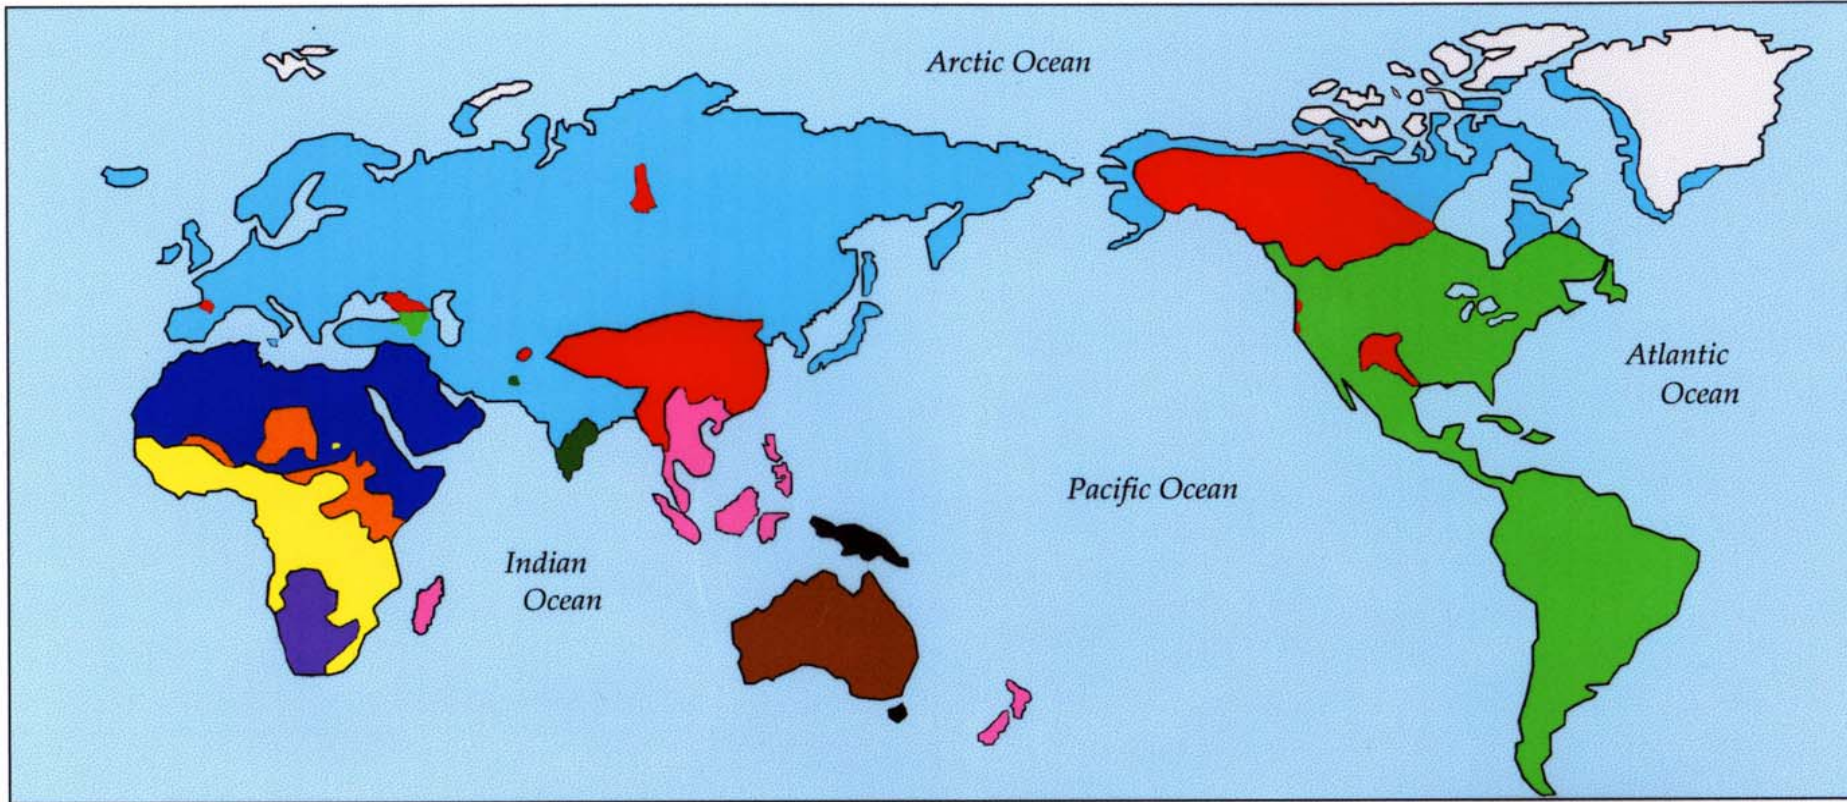 Arctic Ocean
Atlantic
Ocean
Pacific Ocean
Indian
Ocean